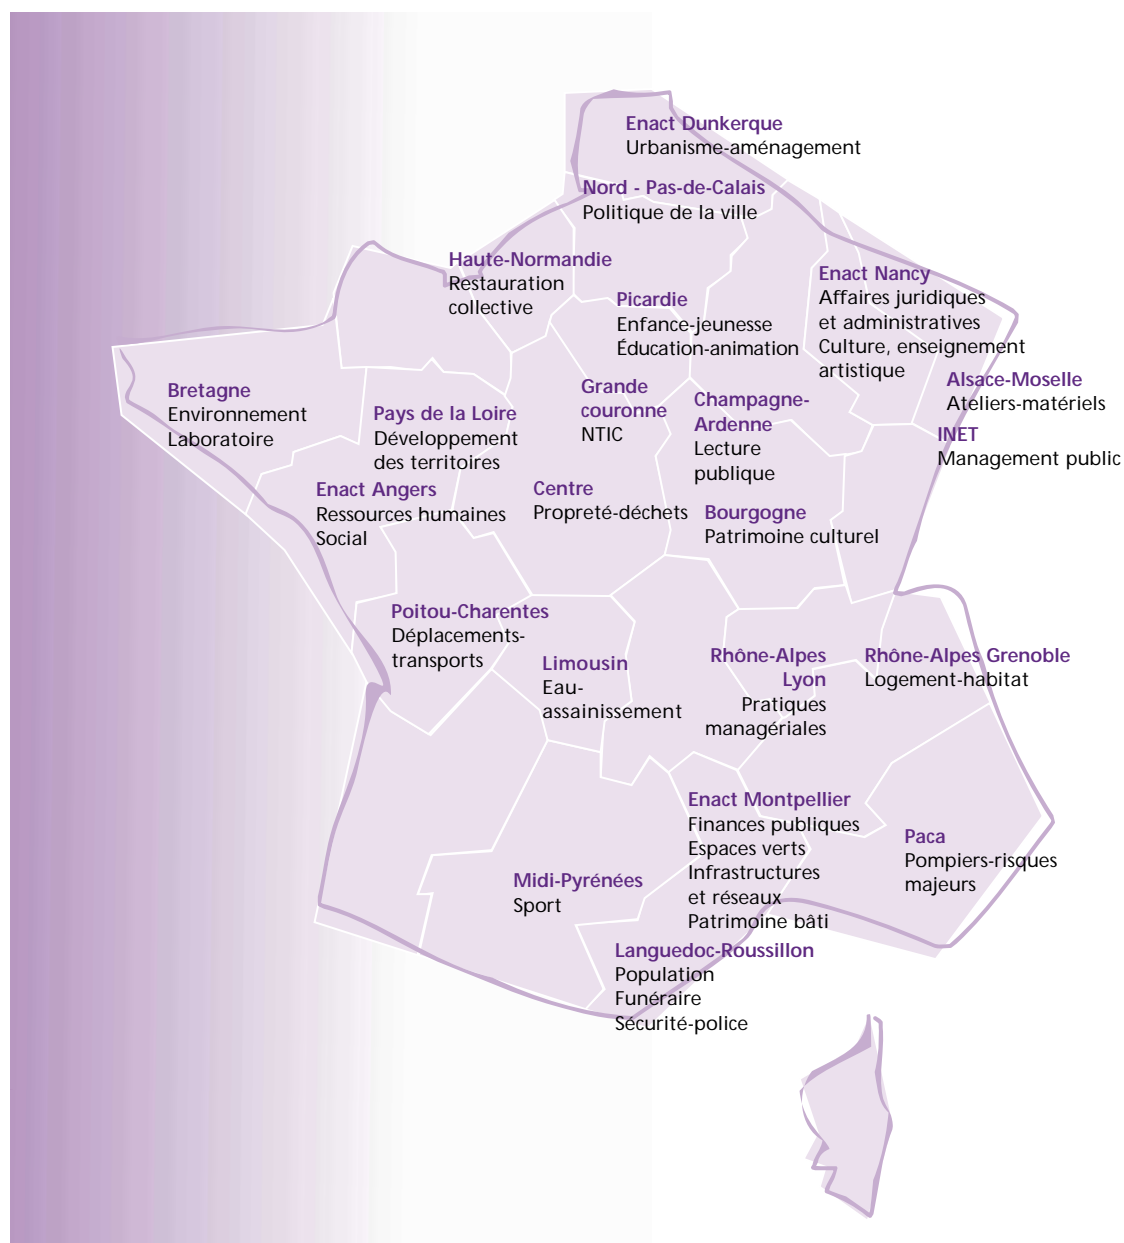 Enact Dunkerque
Urbanisme-aménagement
Nord - Pas-de-Calais
Politique de la ville
Haute-Normandie
Restauration
collective
Picardie
Enfance-jeunesse
Éducation-animation
Enact Nancy
Affaires juridiques
et administratives
Culture, enseignement
artistique
Alsace-Moselle
Ateliers-matériels
INET
Management public
Bretagne
Environnement
Laboratoire
Pays de la Loire
Développement
des territoires
Grande
couronne
NTIC
Champagne-
Ardenne
Lecture
publique
Enact Angers
Ressources humaines
Social
Centre
Propreté-déchets
Bourgogne
Patrimoine culturel
Poitou-Charentes
Déplacements-
transports
Limousin
Eau-
assainissement
Rhône-Alpes
Lyon
Pratiques
managériales
Rhône-Alpes Grenoble
Logement-habitat
Enact Montpellier
Finances publiques
Espaces verts
Infrastructures
et réseaux
Patrimoine bâti
Paca
Pompiers-risques
majeurs
Midi-Pyrénées
Sport
Languedoc-Roussillon
Population
Funéraire
Sécurité-police